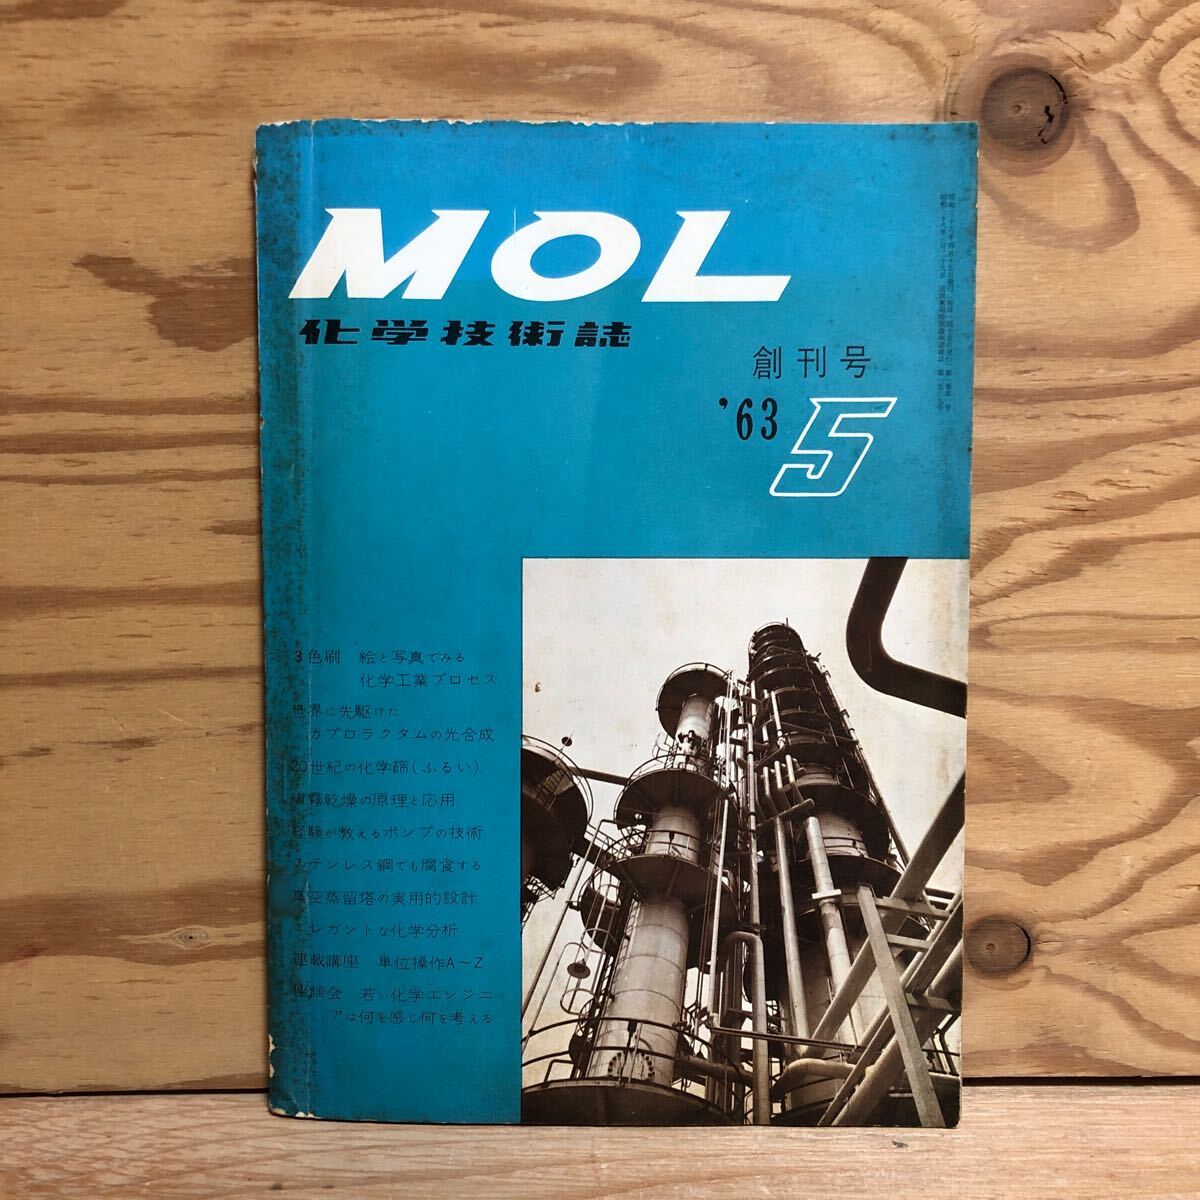 MOL
化学技術誌
創刊号
'63 5
3色刷 絵と写真でみる
化学工業プロセス
世界に先駆けた
カプロラクタムの光合成
20世紀の化学篩(ふるい)
噴霧乾燥の原理と応用
経験が教えるポンプの技術
ステンレス鋼でも腐食する
真空蒸留塔の実用的設計
エレガントな化学分析
連載講座 単位操作A〜Z
座談会 若い化学エンジニ
アは何を感じ何を考える